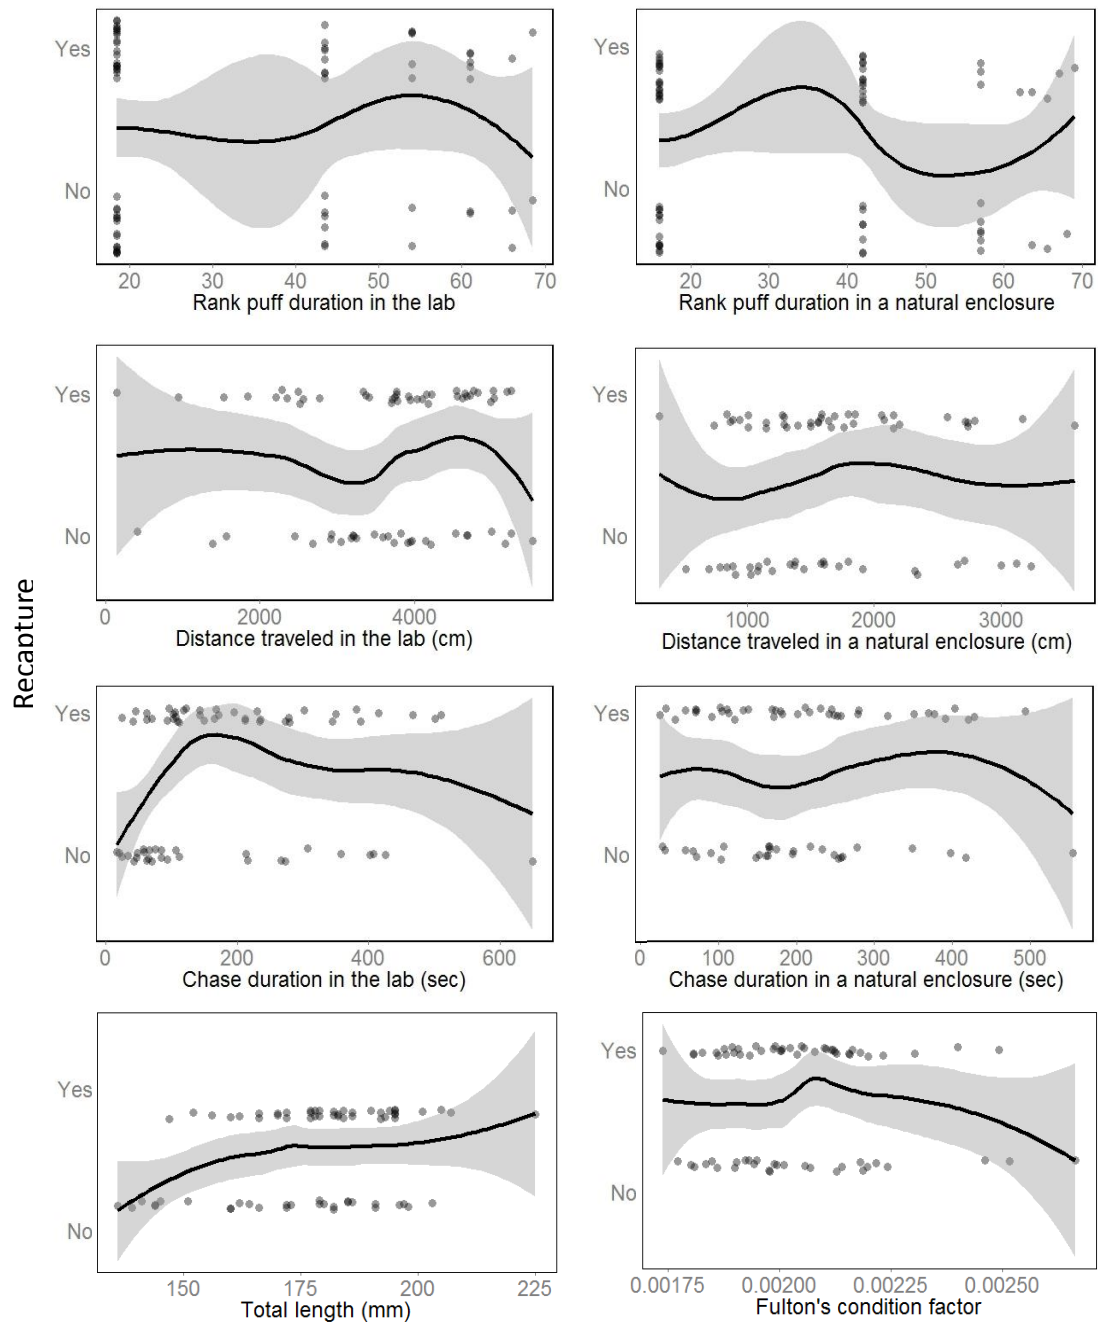 Yes
No
20 30 40 50 60 70
Rank puff duration in the lab
Yes
No
20 30 40 50 60 70
Rank puff duration in a natural enclosure
Yes
No
0 2000 4000
Distance traveled in the lab (cm)
Yes
No
1000 2000 3000
Distance traveled in a natural enclosure (cm)
Recapture
Yes
No
0 200 400 600
Chase duration in the lab (sec)
Yes
No
0 100 200 300 400 500
Chase duration in a natural enclosure (sec)
Yes
No
150 175 200 225
Total length (mm)
Yes
No
0.00175 0.00200 0.00225 0.00250
Fulton's condition factor